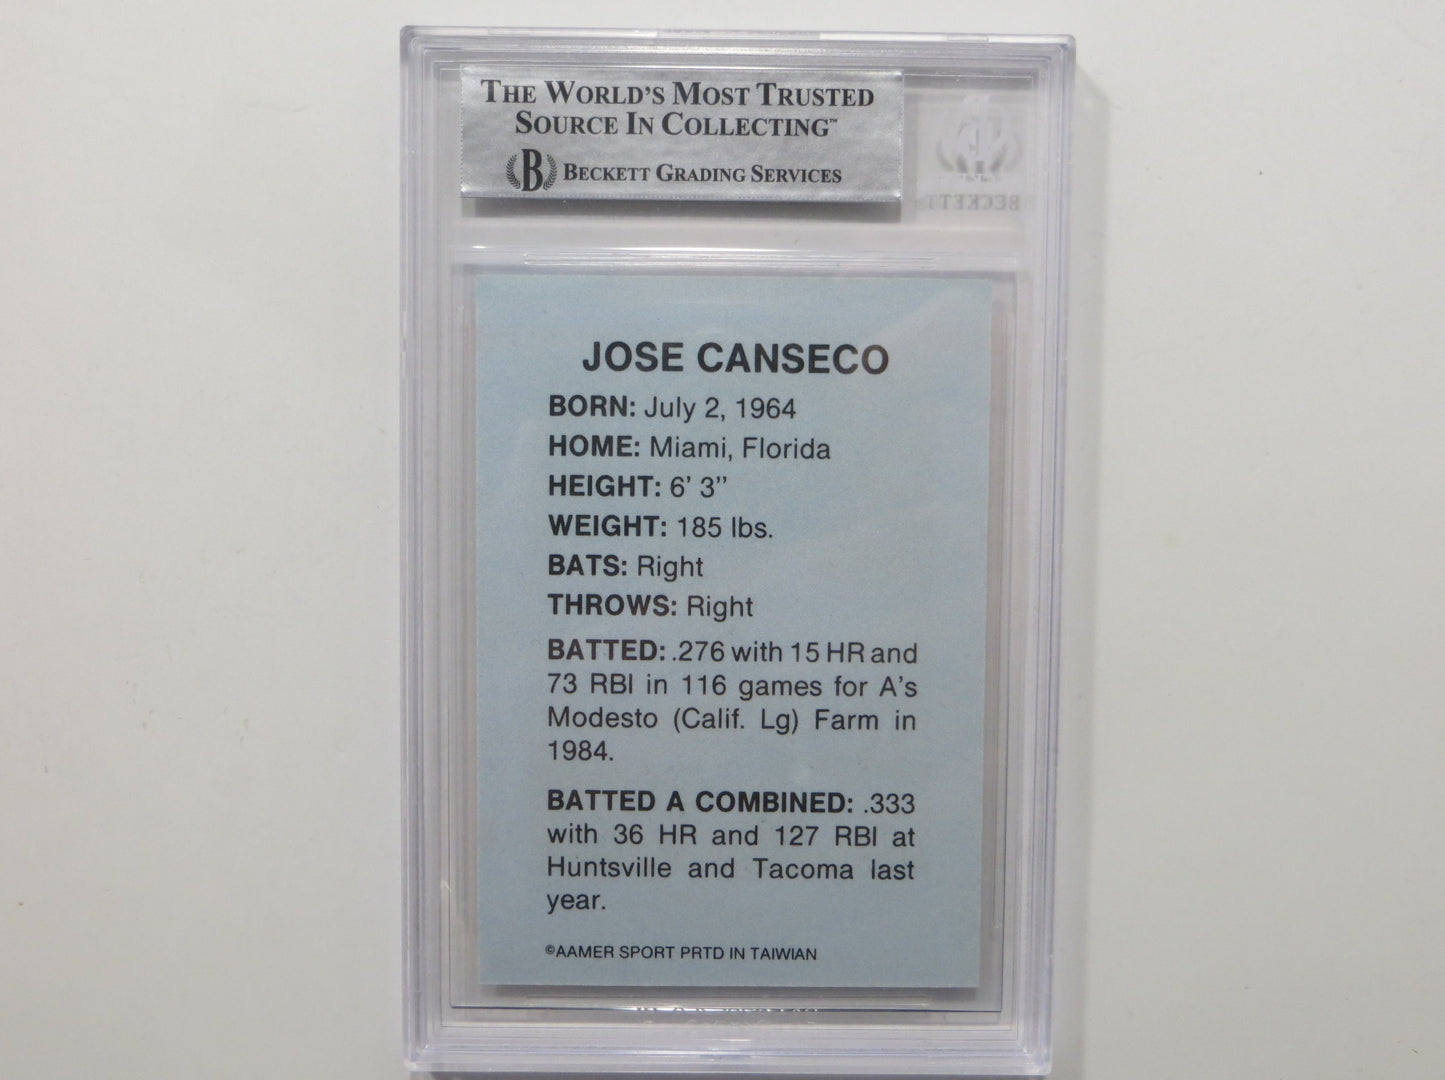 THE WORLD'S MOST TRUSTED
SOURCE IN COLLECTING™
B BECKETT GRADING SERVICES
BECKETT
JOSE CANSECO
BORN: July 2, 1964
HOME: Miami, Florida
HEIGHT: 6' 3"
WEIGHT: 185 lbs.
BATS: Right
THROWS: Right
BATTED: .276 with 15 HR and
73 RBI in 116 games for A's
Modesto (Calif. Lg) Farm in
1984.
BATTED A COMBINED: .333
with 36 HR and 127 RBI at
Huntsville and Tacoma last
year.
©AAMER SPORT PRTD IN TAIWIAN